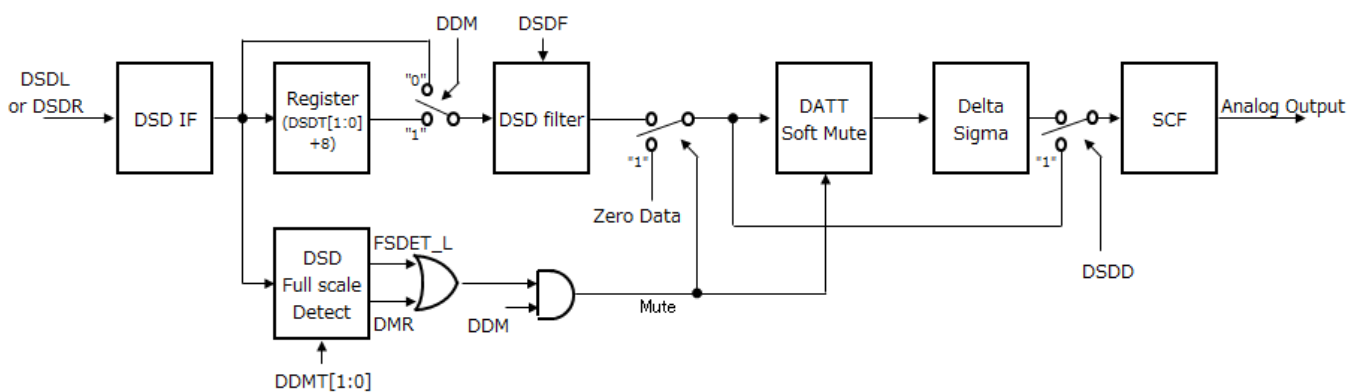 DDM
DSDF
DSDL
or DSDR
DSD IF
Register
(DSDT[1:0]
+8)
"0"
"1"
DSD filter
"1"
Zero Data
DATT
Soft Mute
Delta
Sigma
"1"
SCF
Analog Output
DSD
Full scale
Detect
FSDET_L
DMR
DDM
Mute
DSDD
DDMT[1:0]